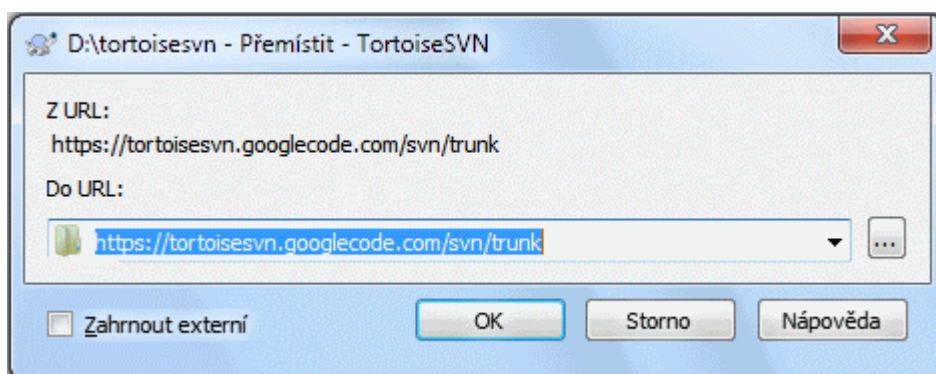 D:\tortoisesvn - Přemístit - TortoiseSVN
Z URL:
https://tortoisesvn.googlecode.com/svn/trunk
Do URL:
https://tortoisesvn.googlecode.com/svn/trunk
...
Zahrnout externí
OK
Storno
Nápověda